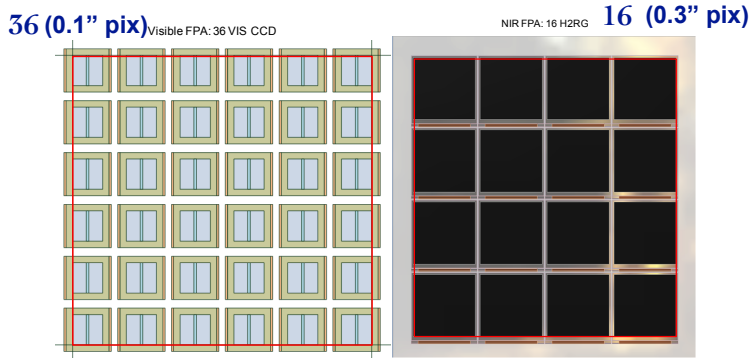 36 (0.1” pix) Visible FPA: 36 VIS CCD
NIR FPA: 16 H2RG 16 (0.3” pix)